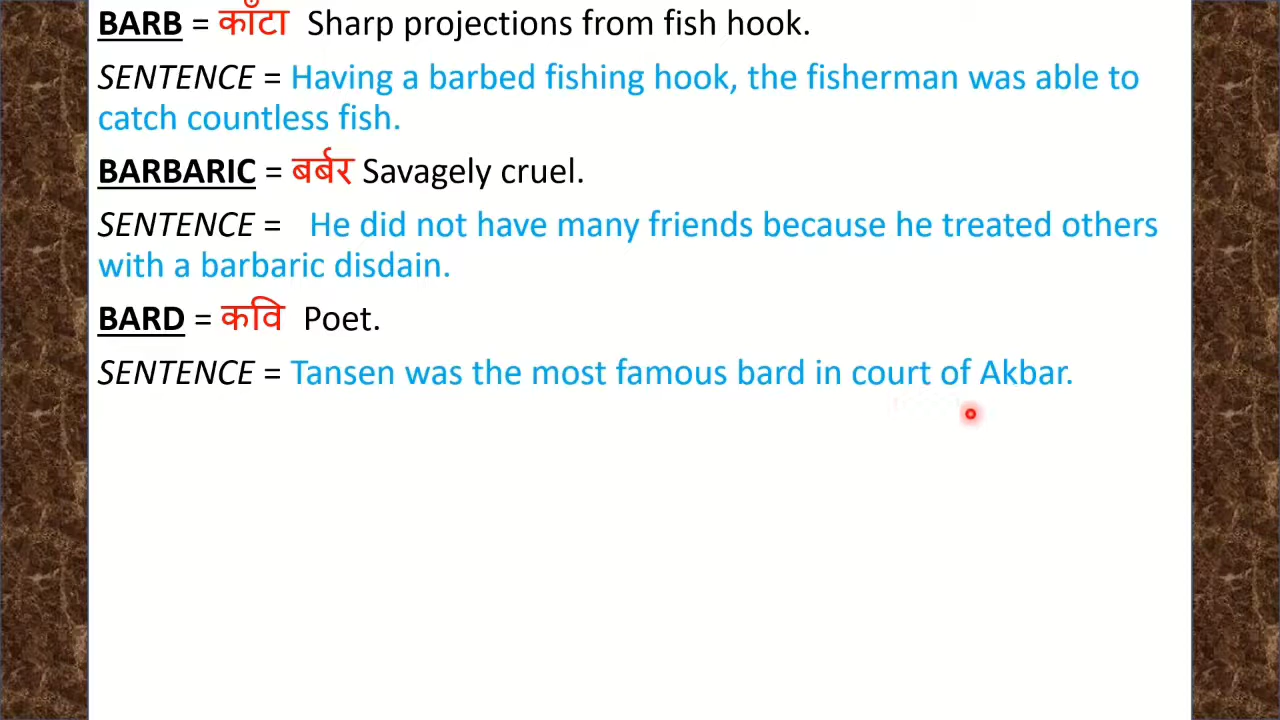 BARB = काँटा Sharp projections from fish hook.
SENTENCE = Having a barbed fishing hook, the fisherman was able to
catch countless fish.
BARBARIC = बर्बर Savagely cruel.
SENTENCE = He did not have many friends because he treated others
with a barbaric disdain.
BARD = कवि Poet.
SENTENCE = Tansen was the most famous bard in court of Akbar.